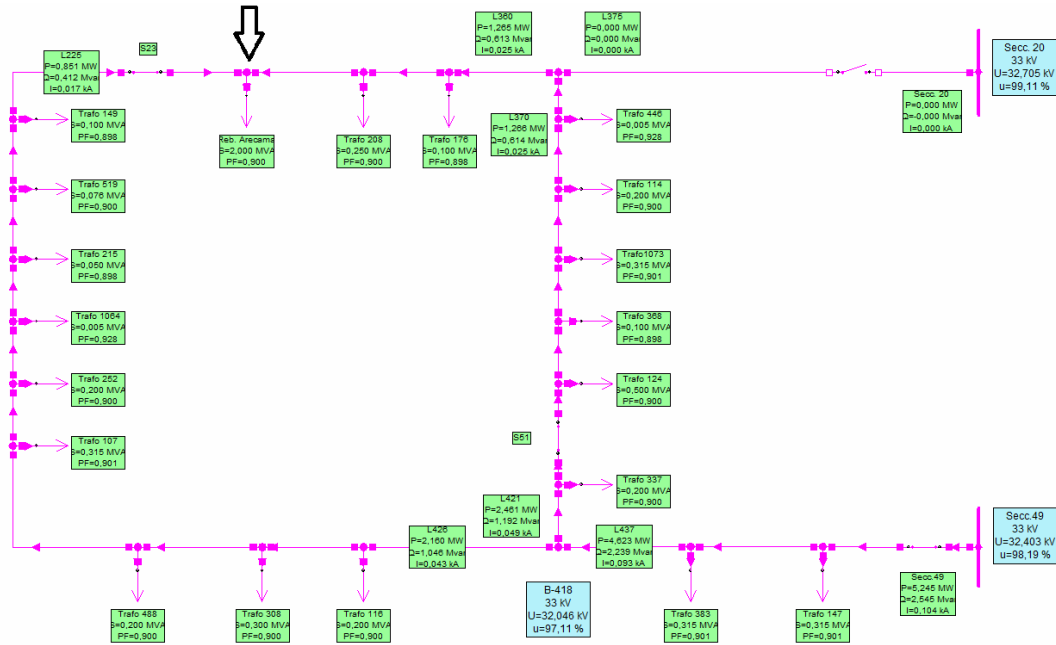 L225
P=0,851 MW
Q=0,412 Mvar
I=0,017 kA
S23
L360
P=1,265 MW
Q=0,613 Mvar
I=0,025 kA
L375
P=0,000 MW
Q=0,000 Mvar
I=0,000 kA
Secc. 20
33 kV
U=32,705 kV
u=99,11 %
Secc. 20
P=0,000 MW
Q=-0,000 Mvar
I=0,000 kA
Trafo 149
S=0,100 MVA
PF=0,898
Reb. Arecama
S=2,000 MVA
PF=0,900
Trafo 208
S=0,250 MVA
PF=0,900
Trafo 176
S=0,100 MVA
PF=0,898
L370
P=1,266 MW
Q=0,614 Mvar
I=0,025 kA
Trafo 446
S=0,005 MVA
PF=0,928
Trafo 519
S=0,076 MVA
PF=0,900
Trafo 114
S=0,200 MVA
PF=0,900
Trafo 215
S=0,050 MVA
PF=0,898
Trafo1073
S=0,315 MVA
PF=0,901
Trafo 1064
S=0,005 MVA
PF=0,928
Trafo 368
S=0,100 MVA
PF=0,898
Trafo 252
S=0,200 MVA
PF=0,900
Trafo 124
S=0,500 MVA
PF=0,900
Trafo 107
S=0,315 MVA
PF=0,901
S51
Trafo 337
S=0,200 MVA
PF=0,900
L421
P=2,461 MW
Q=1,192 Mvar
I=0,049 kA
L426
P=2,160 MW
Q=1,046 Mvar
I=0,043 kA
L437
P=4,623 MW
Q=2,239 Mvar
I=0,093 kA
Secc.49
33 kV
U=32,403 kV
u=98,19 %
Secc.49
P=5,245 MW
Q=2,545 Mvar
I=0,104 kA
B-418
33 kV
U=32,046 kV
u=97,11 %
Trafo 488
S=0,200 MVA
PF=0,900
Trafo 308
S=0,300 MVA
PF=0,900
Trafo 116
S=0,200 MVA
PF=0,900
Trafo 383
S=0,315 MVA
PF=0,901
Trafo 147
S=0,315 MVA
PF=0,901